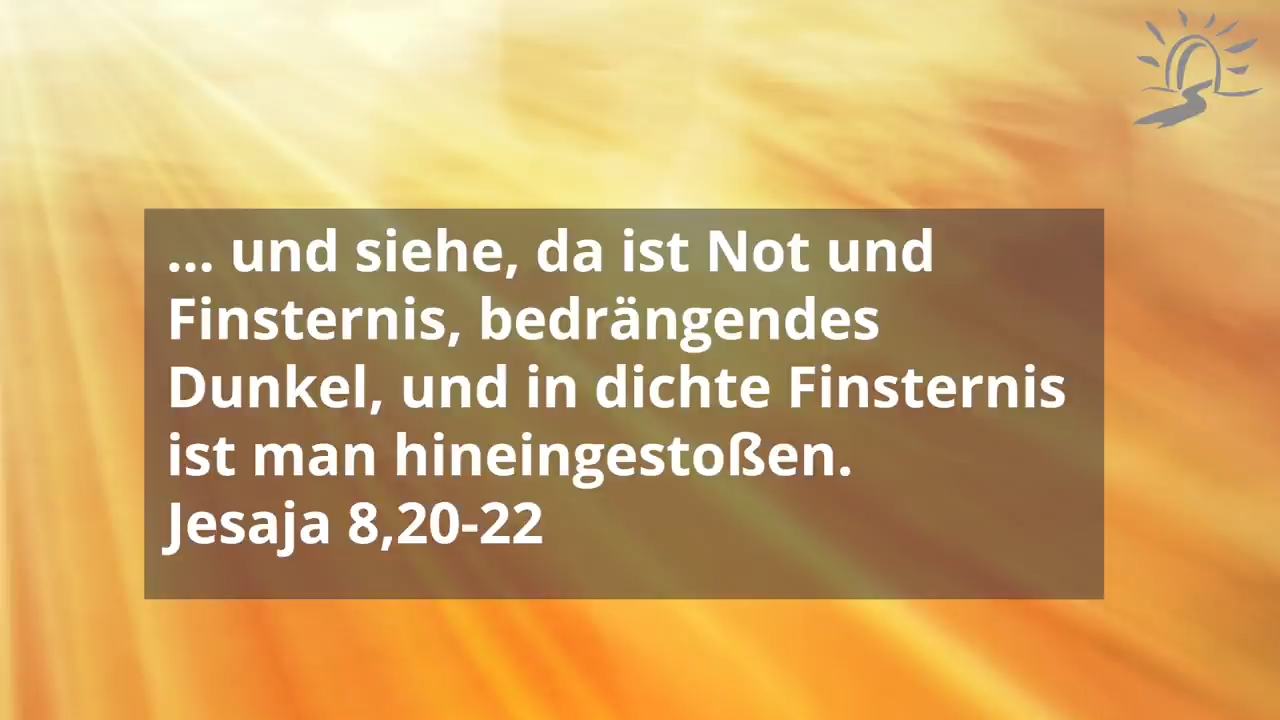 ... und siehe, da ist Not und
Finsternis, bedrängendes
Dunkel, und in dichte Finsternis
ist man hineingestoßen.
Jesaja 8,20-22